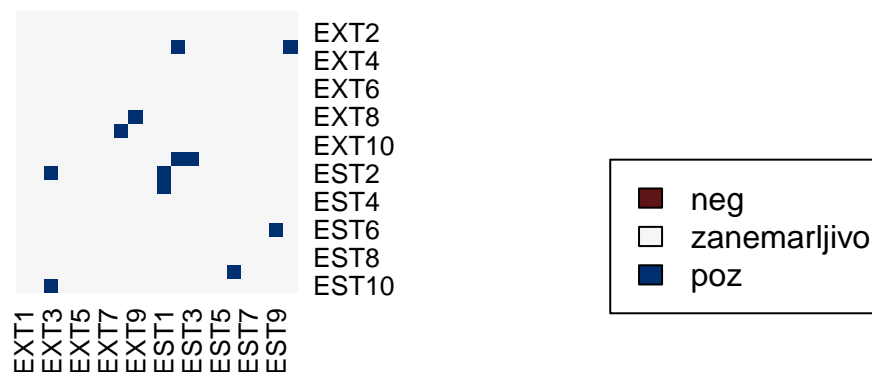 EXT2
EXT4
EXT6
EXT8
EXT10
EST2
EST4
EST6
EST8
EST10
EXT1
EXT3
EXT5
EXT7
EXT9
EST1
EST3
EST5
EST7
EST9
neg
zanemarljivo
poz